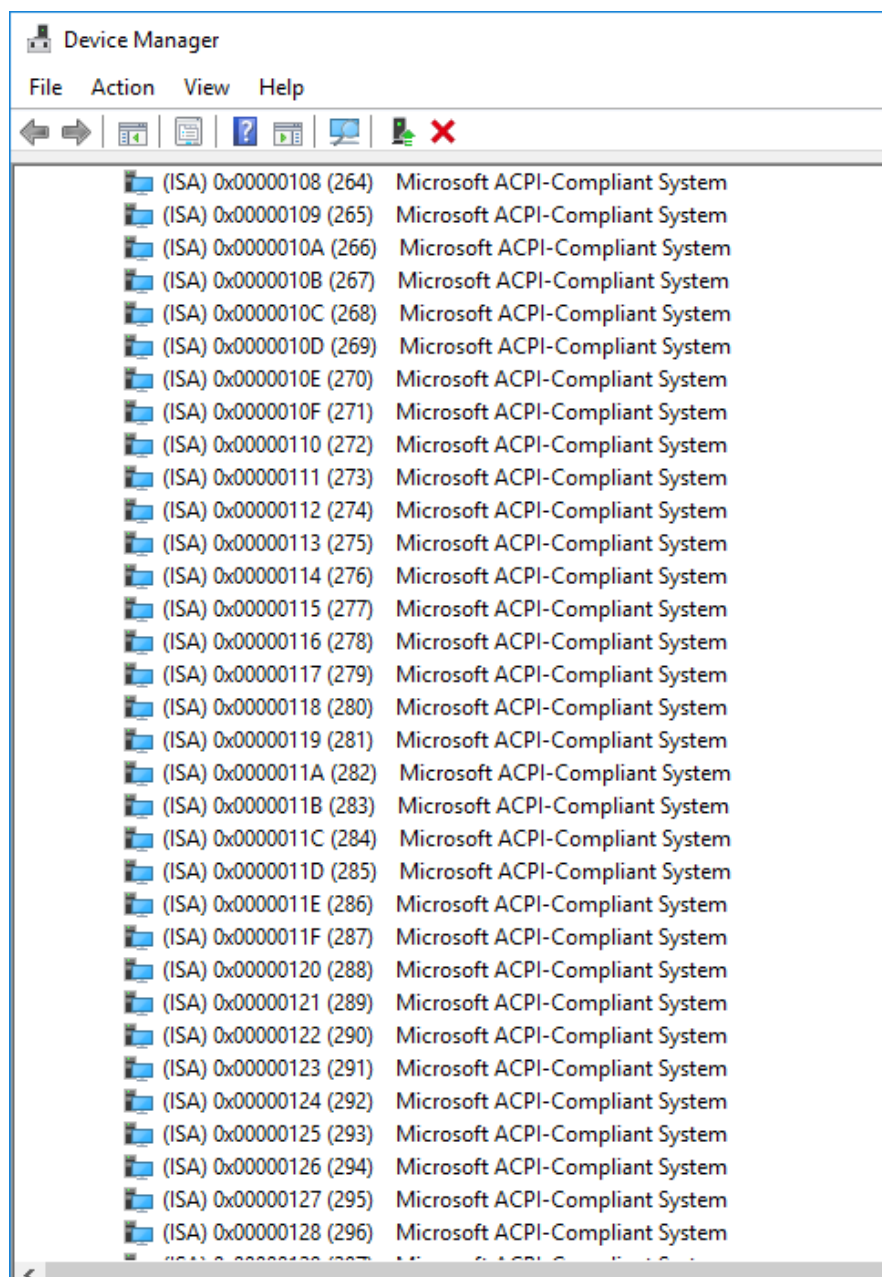 Device Manager
File Action View Help
(ISA) 0x00000108 (264) Microsoft ACPI-Compliant System
(ISA) 0x00000109 (265) Microsoft ACPI-Compliant System
(ISA) 0x0000010A (266) Microsoft ACPI-Compliant System
(ISA) 0x0000010B (267) Microsoft ACPI-Compliant System
(ISA) 0x0000010C (268) Microsoft ACPI-Compliant System
(ISA) 0x0000010D (269) Microsoft ACPI-Compliant System
(ISA) 0x0000010E (270) Microsoft ACPI-Compliant System
(ISA) 0x0000010F (271) Microsoft ACPI-Compliant System
(ISA) 0x00000110 (272) Microsoft ACPI-Compliant System
(ISA) 0x00000111 (273) Microsoft ACPI-Compliant System
(ISA) 0x00000112 (274) Microsoft ACPI-Compliant System
(ISA) 0x00000113 (275) Microsoft ACPI-Compliant System
(ISA) 0x00000114 (276) Microsoft ACPI-Compliant System
(ISA) 0x00000115 (277) Microsoft ACPI-Compliant System
(ISA) 0x00000116 (278) Microsoft ACPI-Compliant System
(ISA) 0x00000117 (279) Microsoft ACPI-Compliant System
(ISA) 0x00000118 (280) Microsoft ACPI-Compliant System
(ISA) 0x00000119 (281) Microsoft ACPI-Compliant System
(ISA) 0x0000011A (282) Microsoft ACPI-Compliant System
(ISA) 0x0000011B (283) Microsoft ACPI-Compliant System
(ISA) 0x0000011C (284) Microsoft ACPI-Compliant System
(ISA) 0x0000011D (285) Microsoft ACPI-Compliant System
(ISA) 0x0000011E (286) Microsoft ACPI-Compliant System
(ISA) 0x0000011F (287) Microsoft ACPI-Compliant System
(ISA) 0x00000120 (288) Microsoft ACPI-Compliant System
(ISA) 0x00000121 (289) Microsoft ACPI-Compliant System
(ISA) 0x00000122 (290) Microsoft ACPI-Compliant System
(ISA) 0x00000123 (291) Microsoft ACPI-Compliant System
(ISA) 0x00000124 (292) Microsoft ACPI-Compliant System
(ISA) 0x00000125 (293) Microsoft ACPI-Compliant System
(ISA) 0x00000126 (294) Microsoft ACPI-Compliant System
(ISA) 0x00000127 (295) Microsoft ACPI-Compliant System
(ISA) 0x00000128 (296) Microsoft ACPI-Compliant System